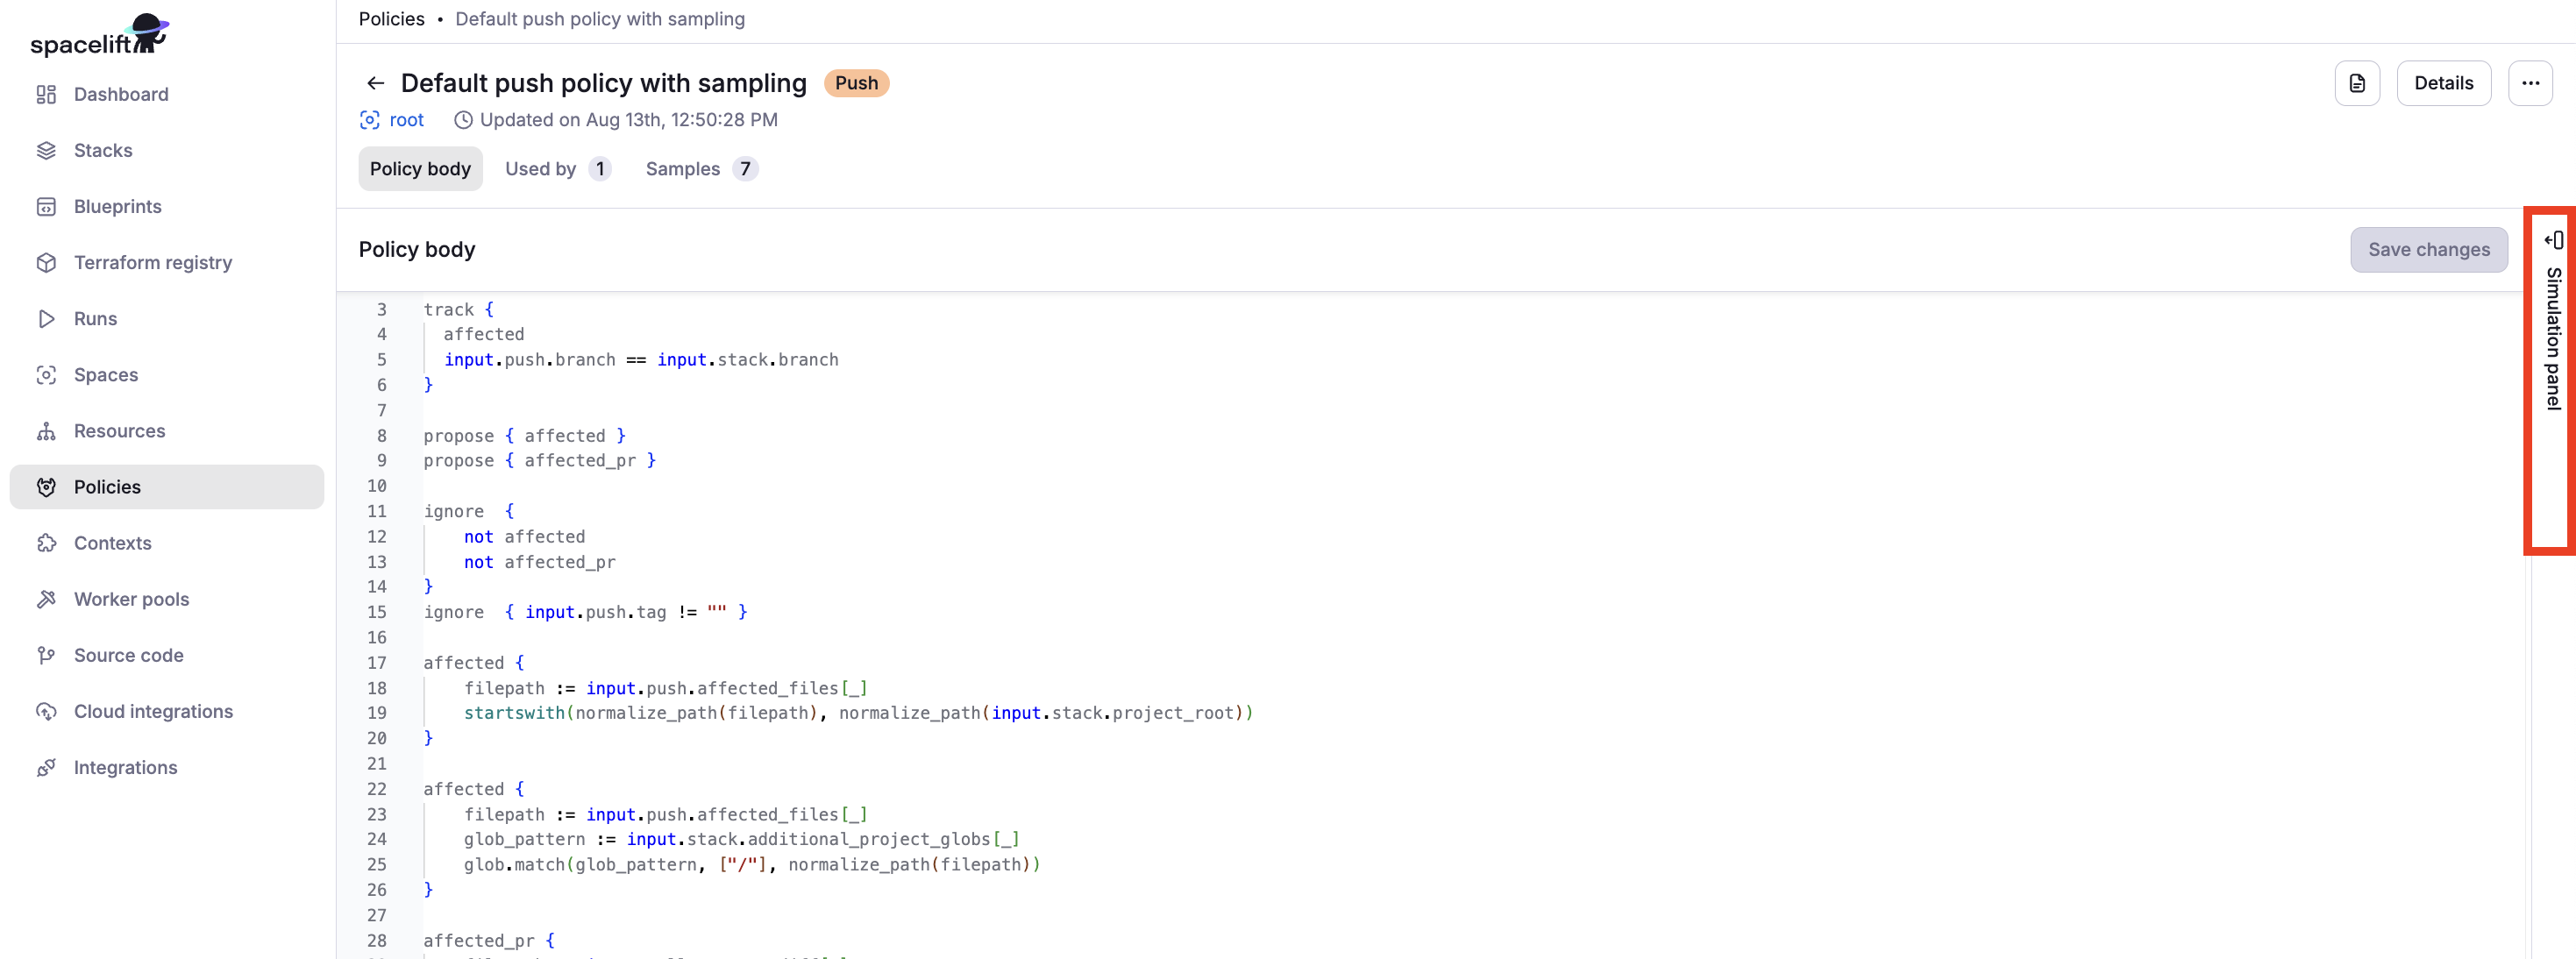 spacelift
Dashboard
Stacks
Blueprints
Terraform registry
Runs
Spaces
Resources
Policies
Contexts
Worker pools
Source code
Cloud integrations
Integrations
Policies • Default push policy with sampling
← Default push policy with sampling Push
Details
root Updated on Aug 13th, 12:50:28 PM
Policy body Used by 1 Samples 7
Policy body
Save changes
Simulation panel
3 track {
4 affected
5 input.push.branch == input.stack.branch
6 }
7
8 propose { affected }
9 propose { affected_pr }
10
11 ignore  {
12 not affected
13 not affected_pr
14 }
15 ignore  { input.push.tag != "" }
16
17 affected {
18 filepath := input.push.affected_files[_]
19 startswith(normalize_path(filepath), normalize_path(input.stack.project_root))
20 }
21
22 affected {
23 filepath := input.push.affected_files[_]
24 glob_pattern := input.stack.additional_project_globs[_]
25 glob.match(glob_pattern, ["/"], normalize_path(filepath))
26 }
27
28 affected_pr {